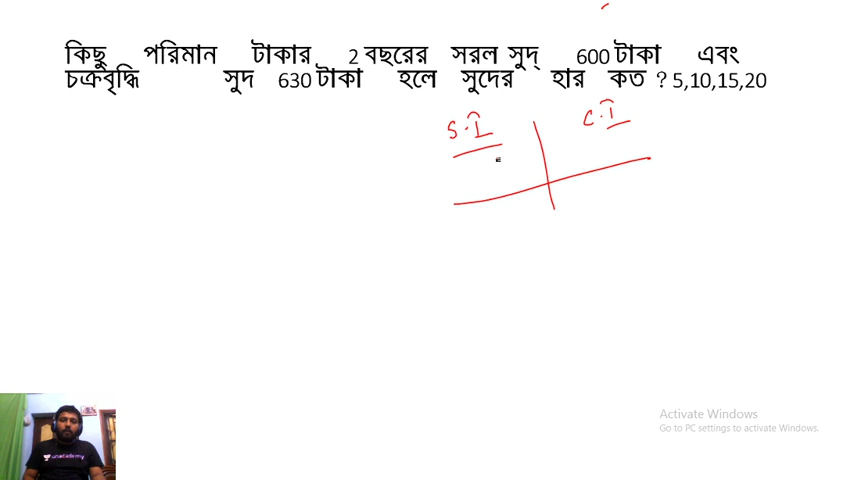 কিছু পরিমান টাকার 2 বছরের সরল সুদ্ 600 টাকা এবং
চক্রবৃদ্ধি সুদ 630 টাকা হলে সুদের হার কত ? 5,10,15,20
S.I C.I
Activate Windows
Go to PC settings to activate Windows.
unacademy